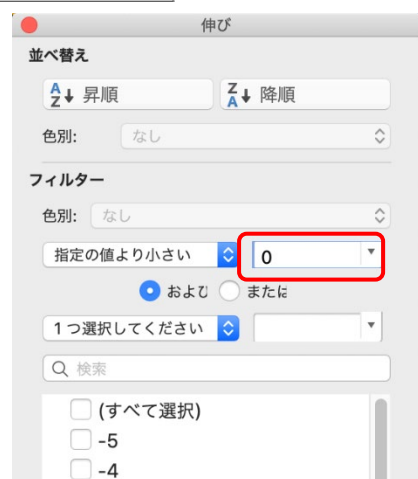 伸び
並べ替え
A Z↓ 昇順 Z A↓ 降順
色別: なし
フィルター
色別: なし
指定の値より小さい 0
および または
1つ選択してください
検索
(すべて選択)
-5
-4